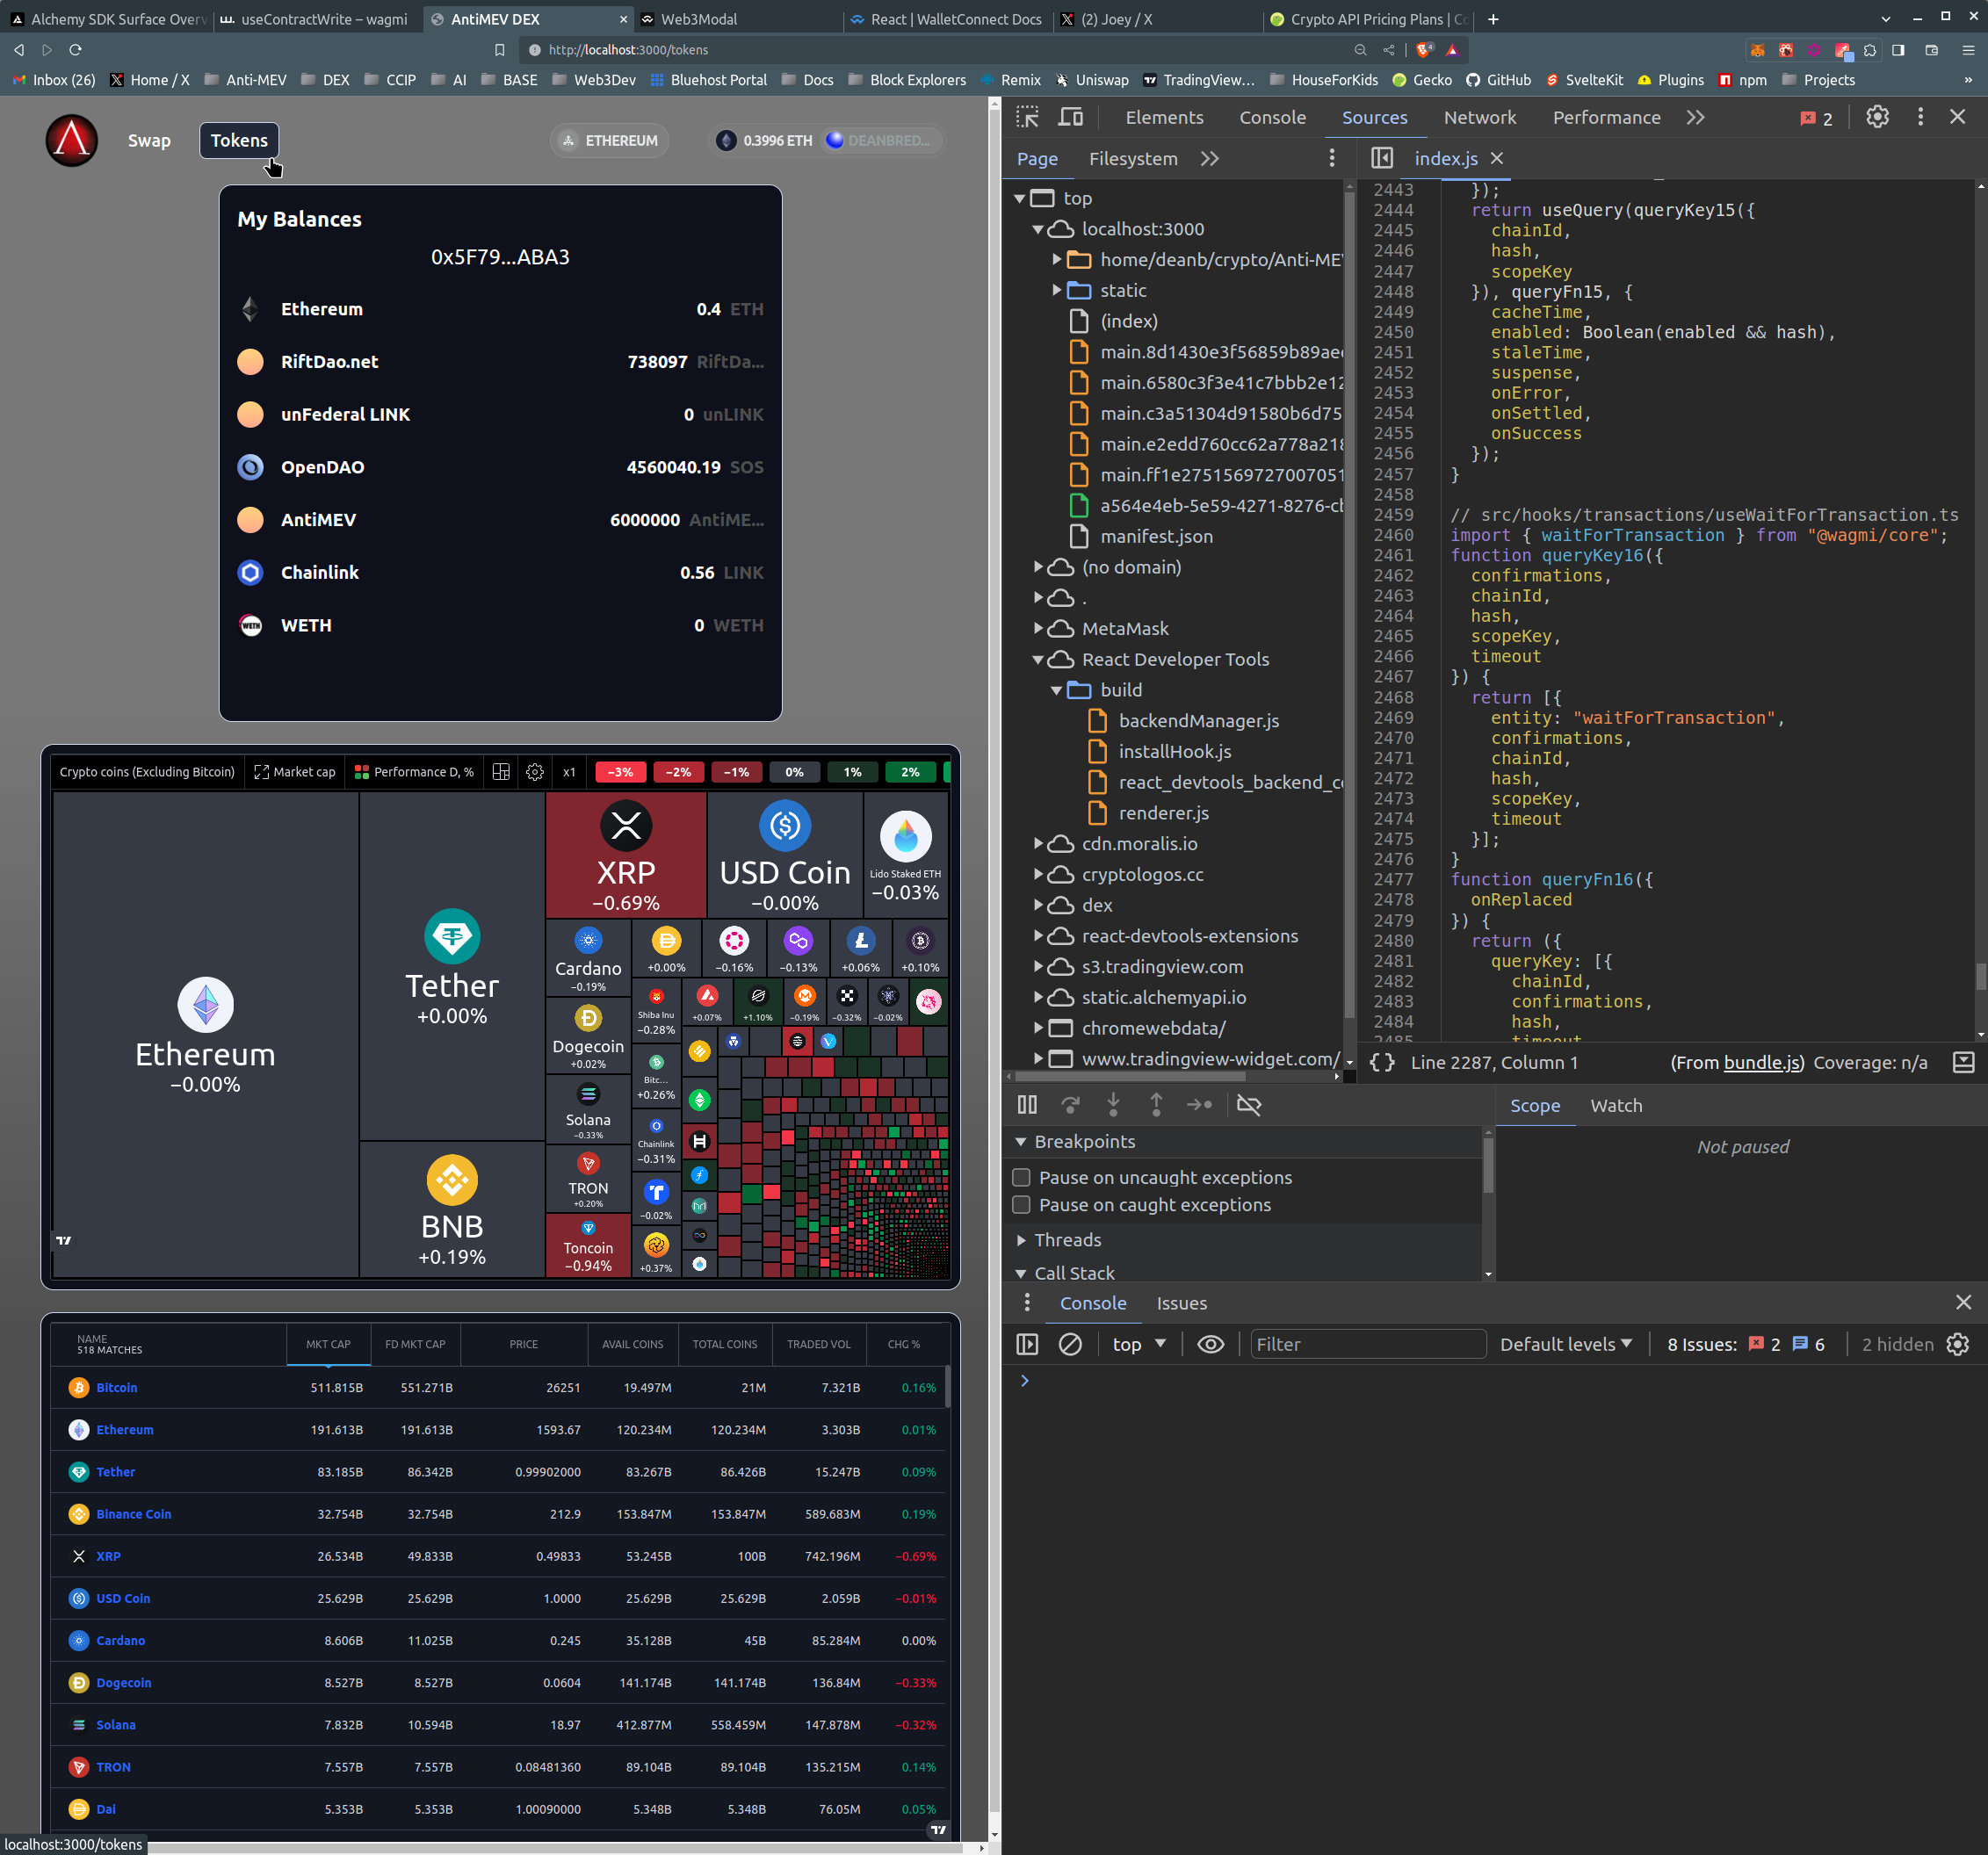 Alchemy SDK Surface Overv
useContractWrite – wagmi
AntiMEV DEX
Web3Modal
React | WalletConnect Docs
(2) Joey / X
Crypto API Pricing Plans | Co
http://localhost:3000/tokens
Inbox (26)
Home / X
Anti-MEV
DEX
CCIP
AI
BASE
Web3Dev
Bluehost Portal
Docs
Block Explorers
Remix
Uniswap
TradingView…
HouseForKids
Gecko
GitHub
SvelteKit
Plugins
npm
Projects
Swap
Tokens
ETHEREUM
0.3996 ETH
DEANBRED...
My Balances
0x5F79...ABA3
Ethereum 0.4 ETH
RiftDao.net 738097 RiftDa...
unFederal LINK 0 unLINK
OpenDAO 4560040.19 SOS
AntiMEV 6000000 AntiME...
Chainlink 0.56 LINK
WETH 0 WETH
Crypto coins (Excluding Bitcoin)
Market cap
Performance D, %
x1
−3% −2% −1% 0% 1% 2%
Ethereum
−0.00%
Tether
+0.00%
BNB
+0.19%
XRP
−0.69%
USD Coin
−0.00%
Lido Staked ETH
−0.03%
Cardano
−0.19%
Dogecoin
+0.02%
Solana
−0.33%
TRON
+0.20%
Toncoin
−0.94%
+0.00%
−0.16%
−0.13%
+0.06%
+0.10%
Shiba Inu
−0.28%
+0.07%
+1.10%
−0.19%
−0.32%
−0.02%
Bitc...
+0.26%
Chainlink
−0.31%
−0.02%
+0.37%
NAME
518 MATCHES
MKT CAP FD MKT CAP PRICE AVAIL COINS TOTAL COINS TRADED VOL CHG %
Bitcoin 511.815B 551.271B 26251 19.497M 21M 7.321B 0.16%
Ethereum 191.613B 191.613B 1593.67 120.234M 120.234M 3.303B 0.01%
Tether 83.185B 86.342B 0.99902000 83.267B 86.426B 15.247B 0.09%
Binance Coin 32.754B 32.754B 212.9 153.847M 153.847M 589.683M 0.19%
XRP 26.534B 49.833B 0.49833 53.245B 100B 742.196M −0.69%
USD Coin 25.629B 25.629B 1.0000 25.629B 25.629B 2.059B −0.01%
Cardano 8.606B 11.025B 0.245 35.128B 45B 85.284M 0.00%
Dogecoin 8.527B 8.527B 0.0604 141.174B 141.174B 136.84M −0.33%
Solana 7.832B 10.594B 18.97 412.877M 558.459M 147.878M −0.32%
TRON 7.557B 7.557B 0.08481360 89.104B 89.104B 135.215M 0.14%
Dai 5.353B 5.353B 1.00090000 5.348B 5.348B 76.05M 0.05%
localhost:3000/tokens
Elements
Console
Sources
Network
Performance
2
Page
Filesystem
top
localhost:3000
home/deanb/crypto/Anti-ME
static
(index)
main.8d1430e3f56859b89ae
main.6580c3f3e41c7bbb2e12
main.c3a51304d91580b6d75
main.e2edd760cc62a778a218
main.ff1e2751569727007051
a564e4eb-5e59-4271-8276-cl
manifest.json
(no domain)
.
MetaMask
React Developer Tools
build
backendManager.js
installHook.js
react_devtools_backend_c
renderer.js
cdn.moralis.io
cryptologos.cc
dex
react-devtools-extensions
s3.tradingview.com
static.alchemyapi.io
chromewebdata/
www.tradingview-widget.com/
index.js
2443 });
2444 return useQuery(queryKey15({
2445 chainId,
2446 hash,
2447 scopeKey
2448 }), queryFn15, {
2449 cacheTime,
2450 enabled: Boolean(enabled && hash),
2451 staleTime,
2452 suspense,
2453 onError,
2454 onSettled,
2455 onSuccess
2456 });
2457 }
2458
2459 // src/hooks/transactions/useWaitForTransaction.ts
2460 import { waitForTransaction } from "@wagmi/core";
2461 function queryKey16({
2462 confirmations,
2463 chainId,
2464 hash,
2465 scopeKey,
2466 timeout
2467 }) {
2468 return [{
2469 entity: "waitForTransaction",
2470 confirmations,
2471 chainId,
2472 hash,
2473 scopeKey,
2474 timeout
2475 }];
2476 }
2477 function queryFn16({
2478 onReplaced
2479 }) {
2480 return ({
2481 queryKey: [{
2482 chainId,
2483 confirmations,
2484 hash,
2485 timeout
{} Line 2287, Column 1
(From bundle.js) Coverage: n/a
Scope
Watch
Not paused
Breakpoints
Pause on uncaught exceptions
Pause on caught exceptions
Threads
Call Stack
Console
Issues
top
Filter
Default levels
8 Issues: 2 6
2 hidden